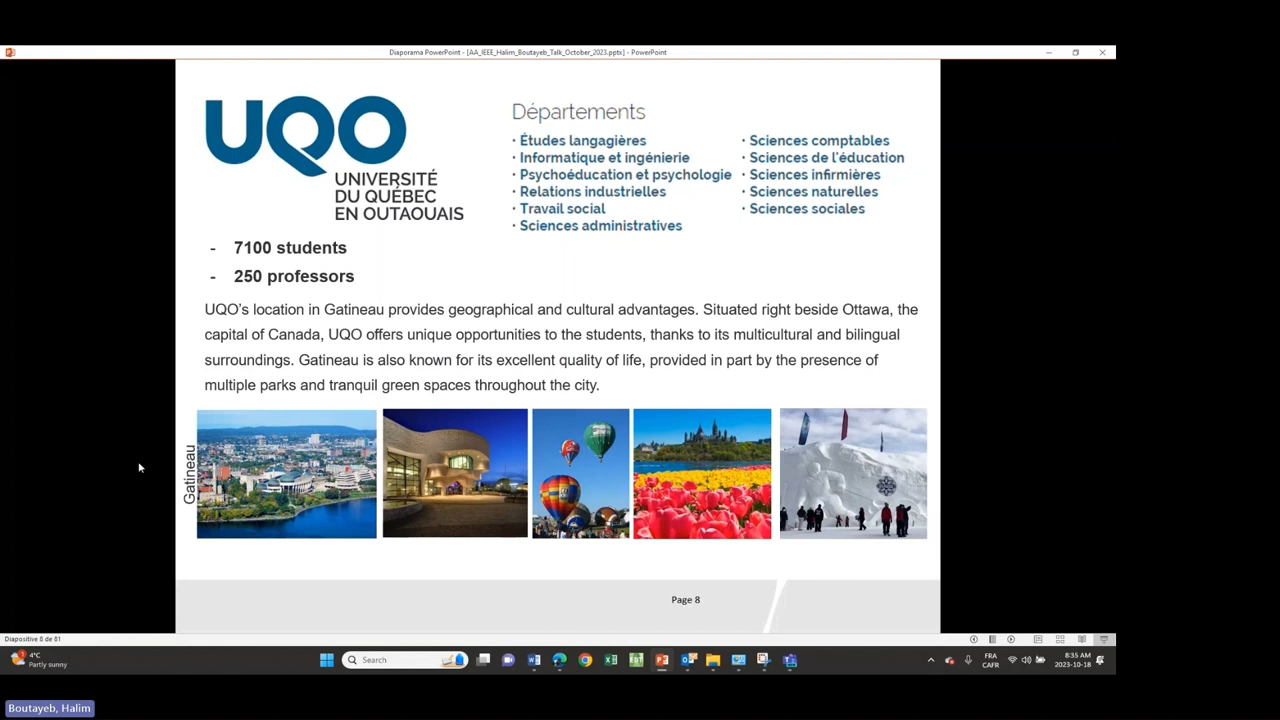 Diaporama PowerPoint - [AA_IEEE_Halim_Boutayeb_Talk_October_2023.pptx] - PowerPoint
UQO
UNIVERSITÉ
DU QUÉBEC
EN OUTAOUAIS
Départements
· Études langagières
· Informatique et ingénierie
· Psychoéducation et psychologie
· Relations industrielles
· Travail social
· Sciences administratives
· Sciences comptables
· Sciences de l'éducation
· Sciences infirmières
· Sciences naturelles
· Sciences sociales
- 7100 students
- 250 professors
UQO's location in Gatineau provides geographical and cultural advantages. Situated right beside Ottawa, the
capital of Canada, UQO offers unique opportunities to the students, thanks to its multicultural and bilingual
surroundings. Gatineau is also known for its excellent quality of life, provided in part by the presence of
multiple parks and tranquil green spaces throughout the city.
Gatineau
Page 8
Diapositive 8 de 81
1
4°C
Partly sunny
Search
FRA
CAFR
8:35 AM
2023-10-18
Boutayeb, Halim